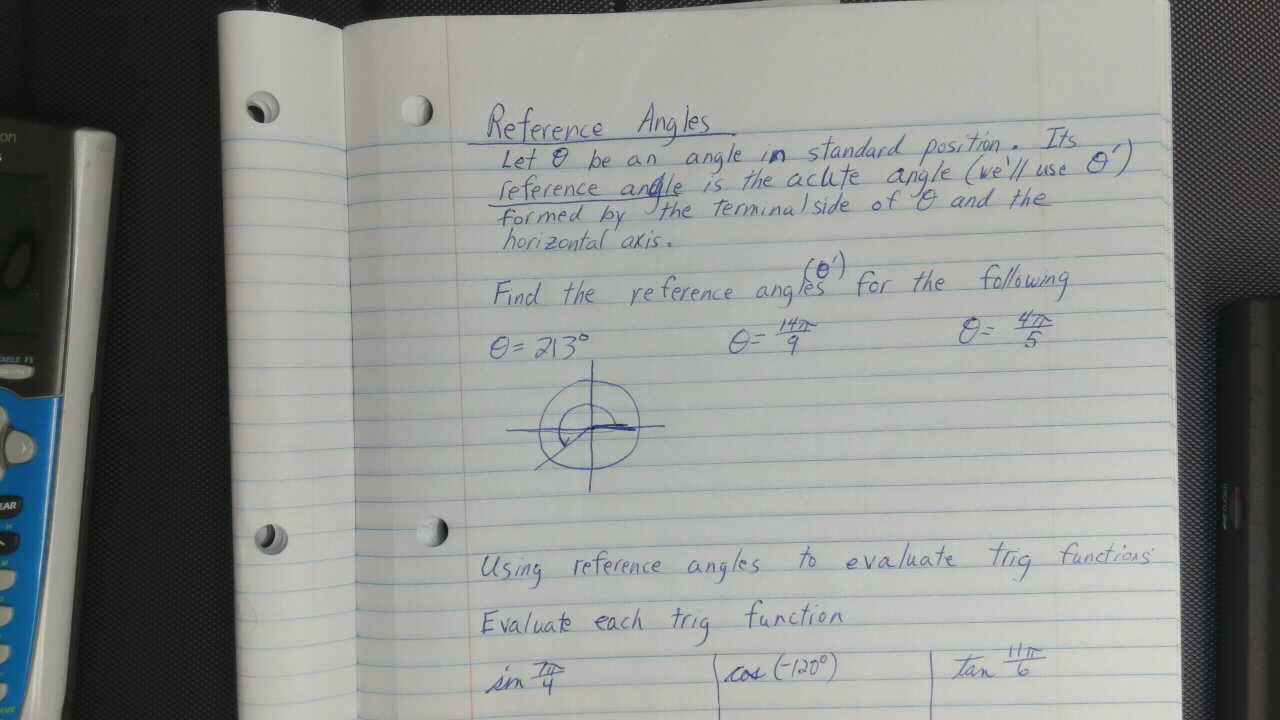 Reference Angles
Let θ be an angle in standard position. Its
reference angle is the acute angle (we'll use θ')
formed by the terminal side of θ and the
horizontal axis.
Find the reference angles (θ') for the following
θ = 213° θ = 14π/9 θ = 4π/5
Using reference angles to evaluate trig functions
Evaluate each trig function
sin 7π/4 cos (-120°) tan 11π/6